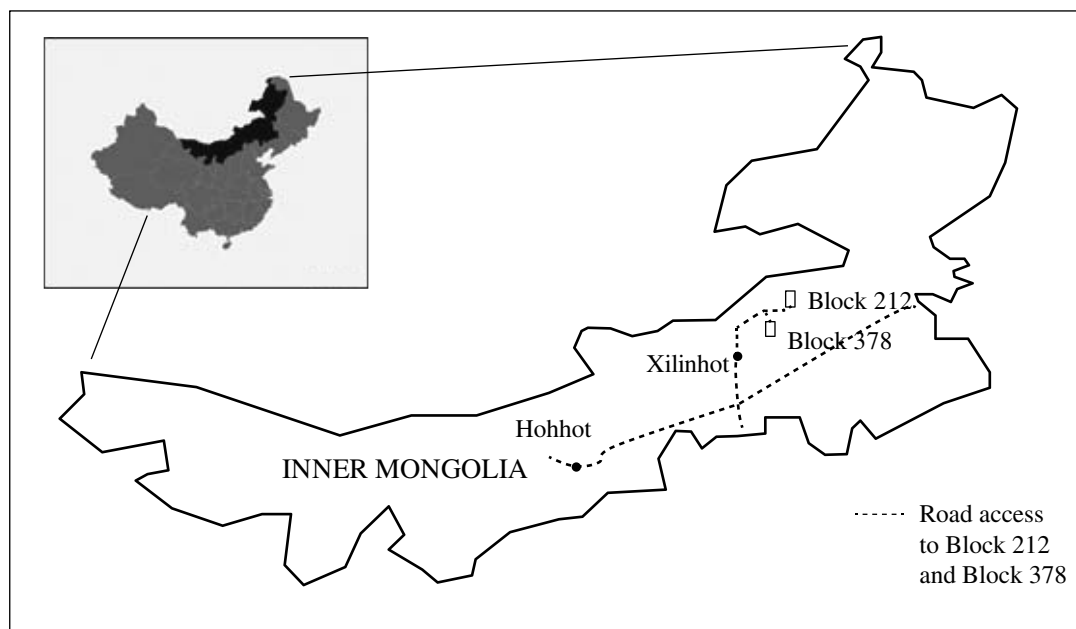 Block 212
Block 378
Xilinhot
Hohhot
INNER MONGOLIA
Road access
to Block 212
and Block 378